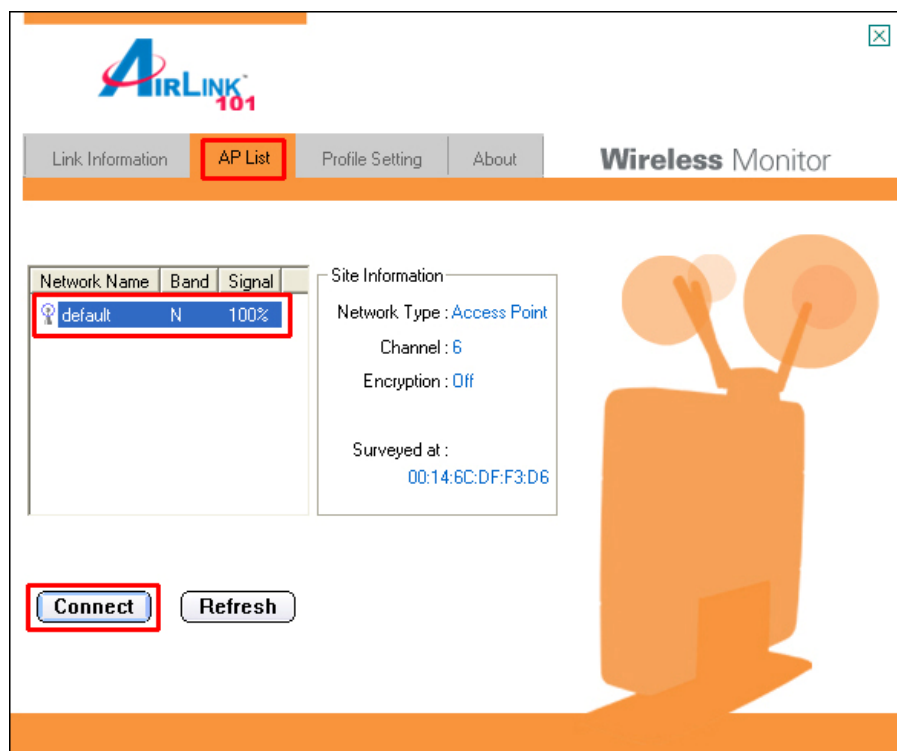 AIRLINK™
101
Link Information AP List Profile Setting About Wireless Monitor
Network Name Band Signal
default N 100%
Site Information
Network Type : Access Point
Channel : 6
Encryption : Off
Surveyed at :
00:14:6C:DF:F3:D6
Connect Refresh